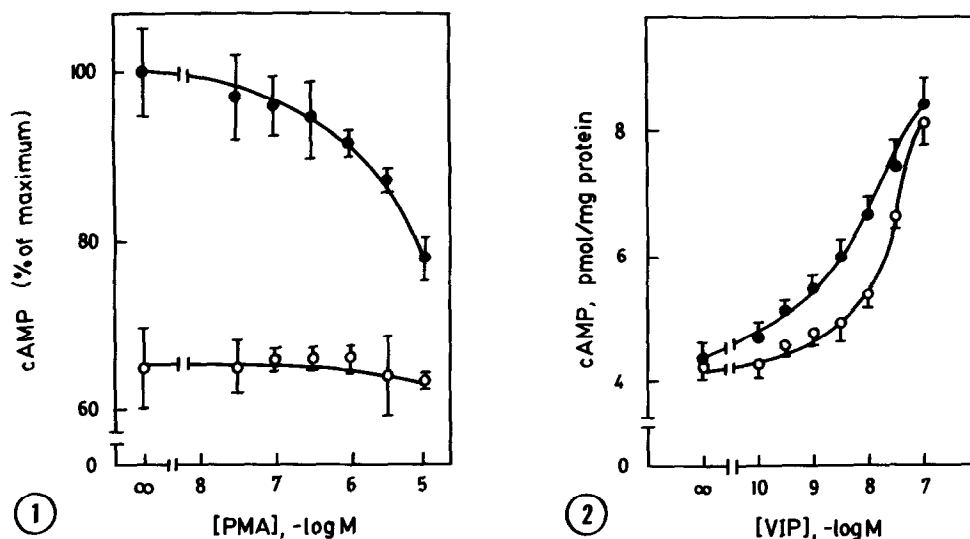 cAMP (% of maximum)
100
80
60
0
∞ 8 7 6 5
[PMA], -log M
1
cAMP, pmol/mg protein
8
6
4
0
∞ 10 9 8 7
[VIP], -log M
2